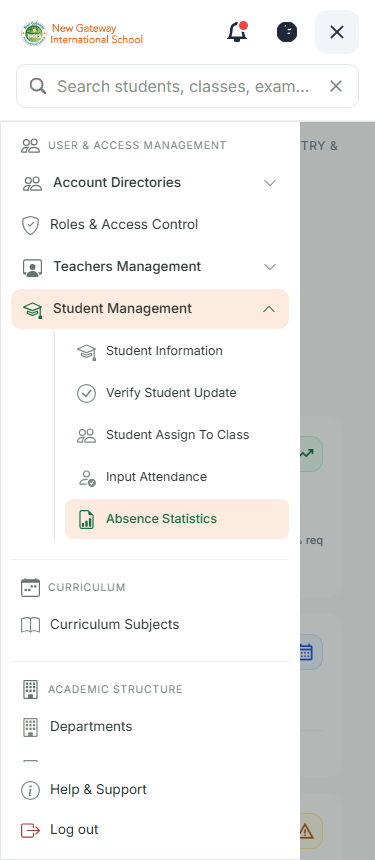 New Gateway
International School
Search students, classes, exam...
USER & ACCESS MANAGEMENT
TRY &
Account Directories
Roles & Access Control
Teachers Management
Student Management
Student Information
Verify Student Update
Student Assign To Class
Input Attendance
Absence Statistics
req
CURRICULUM
Curriculum Subjects
ACADEMIC STRUCTURE
Departments
Help & Support
Log out